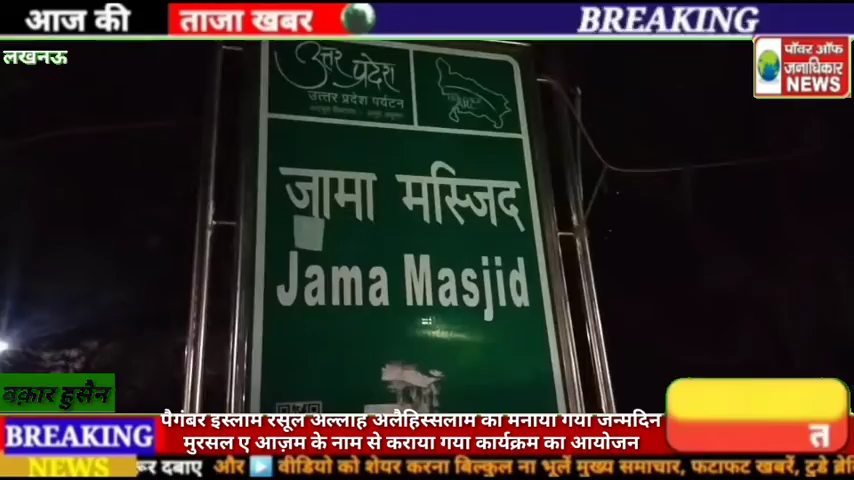 आज की
ताजा खबर
BREAKING
लखनऊ
पॉवर ऑफ
जनाधिकार
NEWS
उत्तर प्रदेश
उत्तर प्रदेश पर्यटन
जामा मस्जिद
Jama Masjid
वक़ार हुसैन
पैगंबर इस्लाम रसूल अल्लाह अलैहिस्सलाम का मनाया गया जन्मदिन
BREAKING
मुरसल ए आज़म के नाम से कराया गया कार्यक्रम का आयोजन
त
NEWS
रूर दबाए और वीडियो को शेयर करना बिल्कुल ना भूलें मुख्य समाचार, फटाफट खबरें, टुडे ब्रे